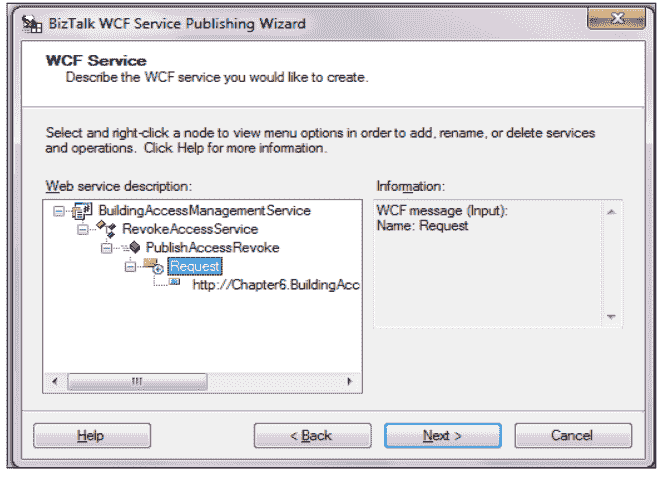 BizTalk WCF Service Publishing Wizard
WCF Service
Describe the WCF service you would like to create.
Select and right-click a node to view menu options in order to add, rename, or delete services
and operations. Click Help for more information.
Web service description:
BuildingAccessManagementService
RevokeAccessService
PublishAccessRevoke
Request
http://Chapter6.BuildingAcc
Information:
WCF message (Input):
Name: Request
Help
< Back
Next >
Cancel